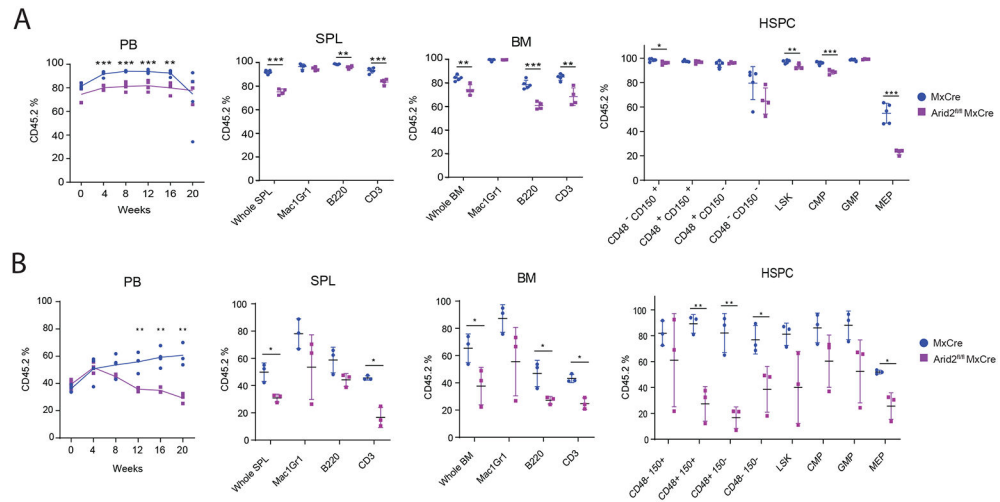 A
PB
CD45.2 %
100
80
60
40
20
0
*** *** *** **
0 4 8 12 16 20
Weeks
SPL
CD45.2 %
100
80
60
40
20
0
*** ** ***
Whole SPL
Mac1Gr1
B220
CD3
BM
CD45.2 %
100
80
60
40
20
0
** *** **
Whole BM
Mac1Gr1
B220
CD3
HSPC
CD45.2 %
100
80
60
40
20
0
* ** *** ***
CD48 - CD150 +
CD48 + CD150 +
CD48 + CD150 -
CD48 - CD150 -
LSK
CMP
GMP
MEP
MxCre
Arid2fl/fl MxCre
B
PB
CD45.2 %
100
80
60
40
20
0
** ** **
0 4 8 12 16 20
Weeks
SPL
CD45.2 %
100
80
60
40
20
0
* *
Whole SPL
Mac1Gr1
B220
CD3
BM
CD45.2 %
100
80
60
40
20
0
* * *
Whole BM
Mac1Gr1
B220
CD3
HSPC
CD45.2 %
100
80
60
40
20
0
** ** * *
CD48- 150+
CD48+ 150+
CD48+ 150-
CD48- 150-
LSK
CMP
GMP
MEP
MxCre
Arid2fl/fl MxCre